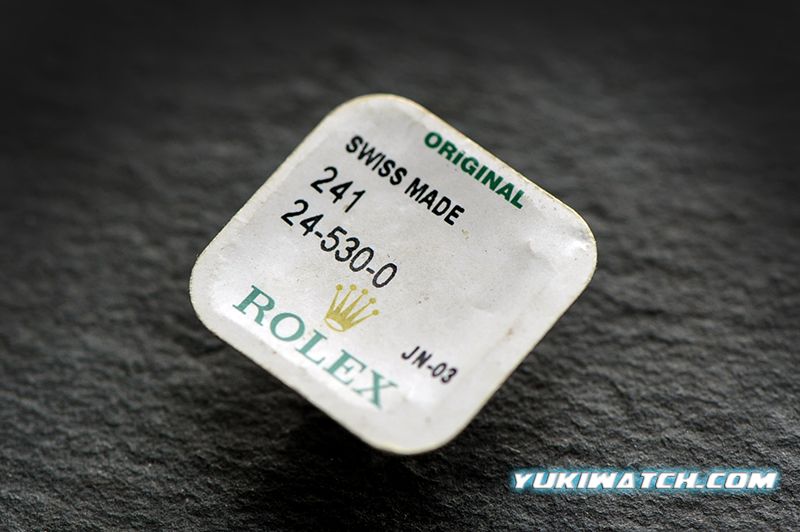 ORiGINAL
SWISS MADE
241
24-530-0
ROLEX
JN-03
YUKIWATCH.COM